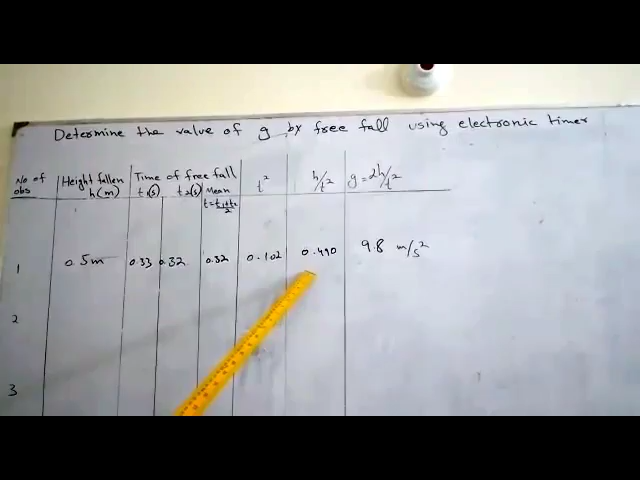 Determine the value of g by free fall using electronic timer
No of obs
Height fallen h(m)
Time of free fall
t₁(s) t₂(s) Mean t=t₁+t₂/2
t²
h/t²
g=2h/t²
1 0.5m 0.33 0.32 0.32 0.102 0.490 9.8 m/s²
2
3